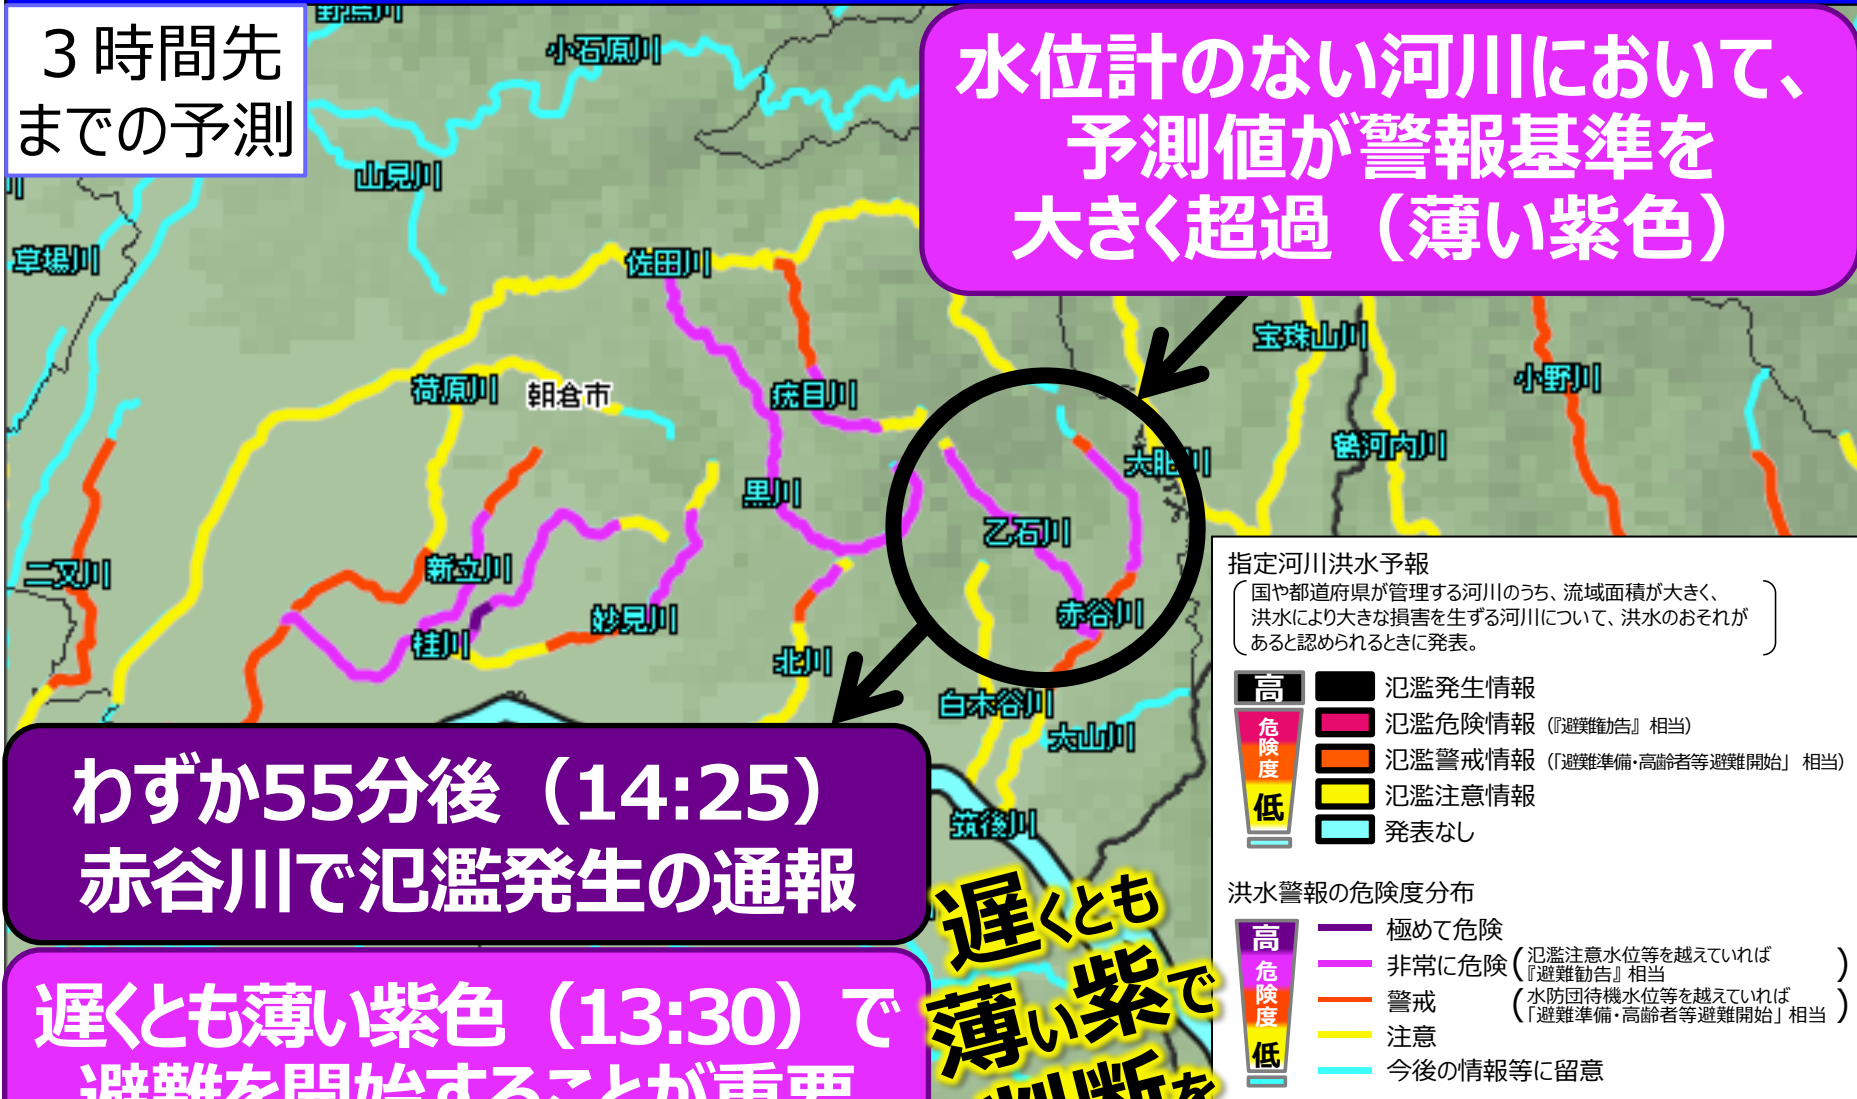 ３時間先
までの予測
水位計のない河川において、
予測値が警報基準を
大きく超過（薄い紫色）
小石原川
山見川
草場川
佐田川
荷原川
朝倉市
疣目川
宝珠山川
小野川
鶴河内川
大肥川
黒川
乙石川
二又川
新立川
妙見川
桂川
赤谷川
北川
白木谷川
大山川
筑後川
わずか55分後（14:25）
赤谷川で氾濫発生の通報
遅くとも薄い紫色（13:30）で
避難を開始することが重要
遅くとも
薄い紫で
判断を
指定河川洪水予報
国や都道府県が管理する河川のうち、流域面積が大きく、
洪水により大きな損害を生ずる河川について、洪水のおそれが
あると認められるときに発表。
高
危険度
低
氾濫発生情報
氾濫危険情報（『避難勧告』相当）
氾濫警戒情報（「避難準備・高齢者等避難開始」相当）
氾濫注意情報
発表なし
洪水警報の危険度分布
高
危険度
低
極めて危険
非常に危険（氾濫注意水位等を越えていれば
『避難勧告』相当）
警戒（水防団待機水位等を越えていれば
「避難準備・高齢者等避難開始」相当）
注意
今後の情報等に留意